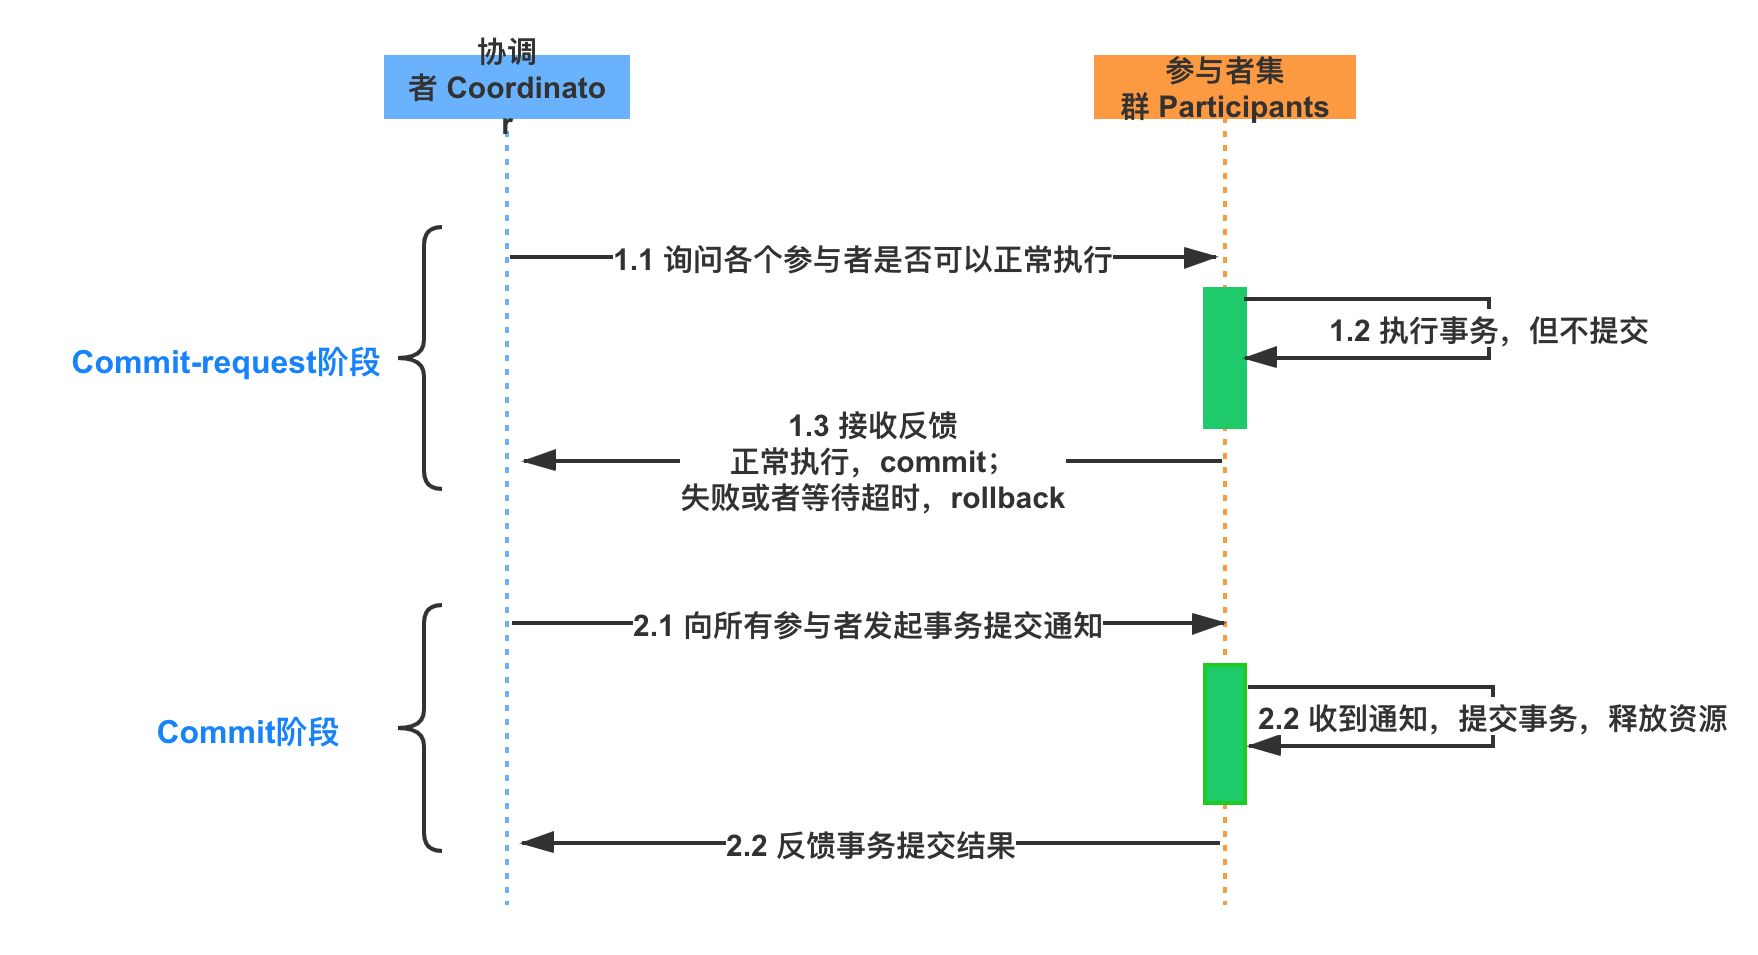 协调
者 Coordinato
r
参与者集
群 Participants
1.1 询问各个参与者是否可以正常执行
1.2 执行事务，但不提交
Commit-request阶段
1.3 接收反馈
正常执行，commit；
失败或者等待超时，rollback
2.1 向所有参与者发起事务提交通知
2.2 收到通知，提交事务，释放资源
Commit阶段
2.2 反馈事务提交结果